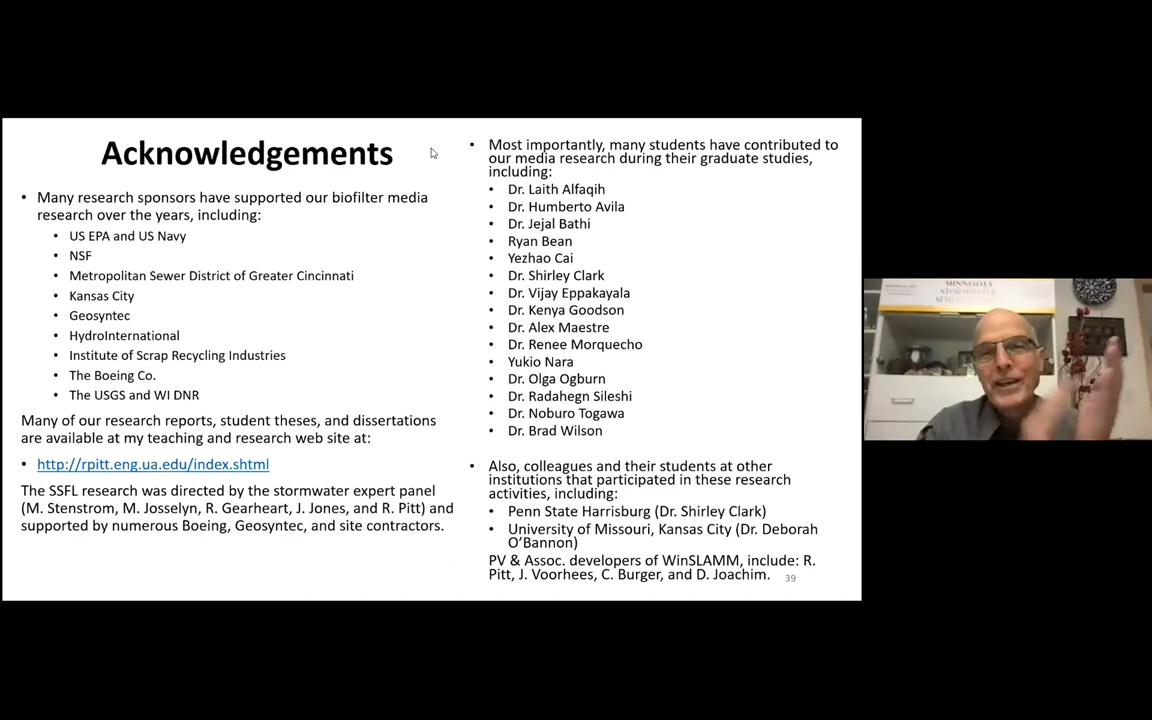 Acknowledgements
• Many research sponsors have supported our biofilter media
research over the years, including:
• US EPA and US Navy
• NSF
• Metropolitan Sewer District of Greater Cincinnati
• Kansas City
• Geosyntec
• HydroInternational
• Institute of Scrap Recycling Industries
• The Boeing Co.
• The USGS and WI DNR
Many of our research reports, student theses, and dissertations
are available at my teaching and research web site at:
• http://rpitt.eng.ua.edu/index.shtml
The SSFL research was directed by the stormwater expert panel
(M. Stenstrom, M. Josselyn, R. Gearheart, J. Jones, and R. Pitt) and
supported by numerous Boeing, Geosyntec, and site contractors.
• Most importantly, many students have contributed to
our media research during their graduate studies,
including:
• Dr. Laith Alfaqih
• Dr. Humberto Avila
• Dr. Jejal Bathi
• Ryan Bean
• Yezhao Cai
• Dr. Shirley Clark
• Dr. Vijay Eppakayala
• Dr. Kenya Goodson
• Dr. Alex Maestre
• Dr. Renee Morquecho
• Yukio Nara
• Dr. Olga Ogburn
• Dr. Radahegn Sileshi
• Dr. Noburo Togawa
• Dr. Brad Wilson
• Also, colleagues and their students at other
institutions that participated in these research
activities, including:
• Penn State Harrisburg (Dr. Shirley Clark)
• University of Missouri, Kansas City (Dr. Deborah
O'Bannon)
PV & Assoc. developers of WinSLAMM, include: R.
Pitt, J. Voorhees, C. Burger, and D. Joachim.
39
MINNESOTA
STORMWATER